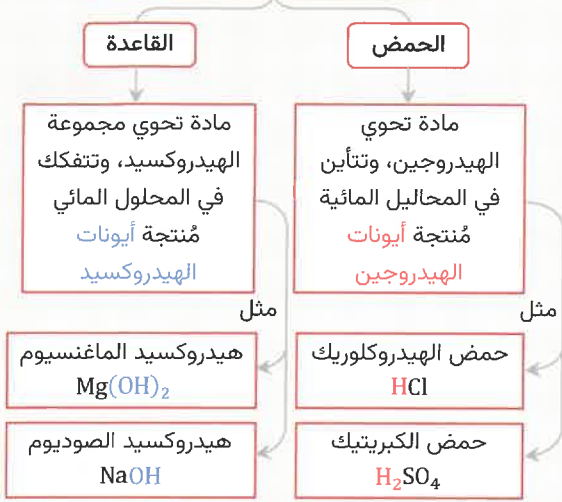 الحمض
مادة تحوي
الهيدروجين، وتتأين
في المحاليل المائية
مُنتجة أيونات
الهيدروجين
مثل
حمض الهيدروكلوريك
HCl
حمض الكبريتيك
H₂SO₄
القاعدة
مادة تحوي مجموعة
الهيدروكسيد، وتتفكك
في المحلول المائي
مُنتجة أيونات
الهيدروكسيد
مثل
هيدروكسيد الماغنسيوم
Mg(OH)₂
هيدروكسيد الصوديوم
NaOH